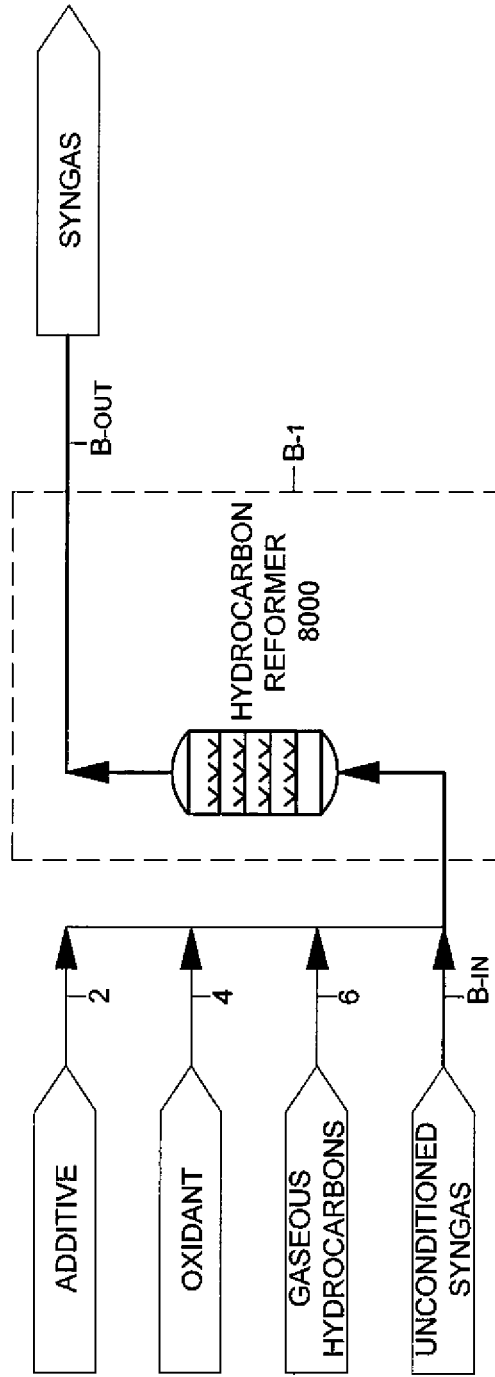 ADDITIVE
2
OXIDANT
4
GASEOUS
HYDROCARBONS
6
UNCONDITIONED
SYNGAS
B-IN
HYDROCARBON
REFORMER
8000
B-1
B-OUT
SYNGAS